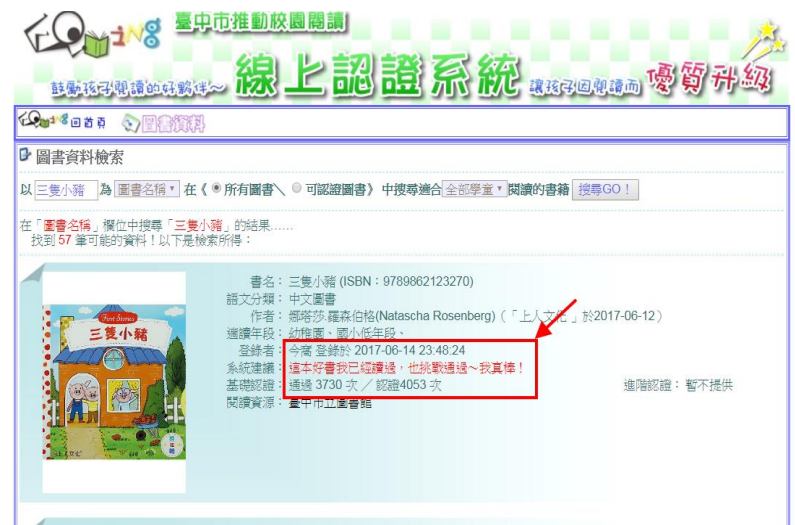 臺中市推動校園閱讀
線上認證系統
鼓勵孩子閱讀的好夥伴~
讓孩子因閱讀而優質升級
回首頁 圖書資料
圖書資料檢索
以 三隻小豬 為 圖書名稱 在《 所有圖書╲ 可認證圖書》 中搜尋適合 全部學童 閱讀的書籍 搜尋GO！
在「圖書名稱」欄位中搜尋「三隻小豬」的結果……
找到 57 筆可能的資料！以下是檢索所得：
書名：三隻小豬 (ISBN：9789862123270)
語文分類：中文圖書
作者：娜塔莎.羅森伯格(Natascha Rosenberg)（「上人文化」於2017-06-12）
適讀年段：幼稚園、國小低年段、
登錄者：今喬 登錄於 2017-06-14 23:48:24
系統建議：這本好書我已經讀過，也挑戰通過～我真棒！
基礎認證：通過 3730 次 ／ 認證4053 次
進階認證：暫不提供
閱讀資源：臺中市立圖書館
First Stories
三隻小豬
上人文化